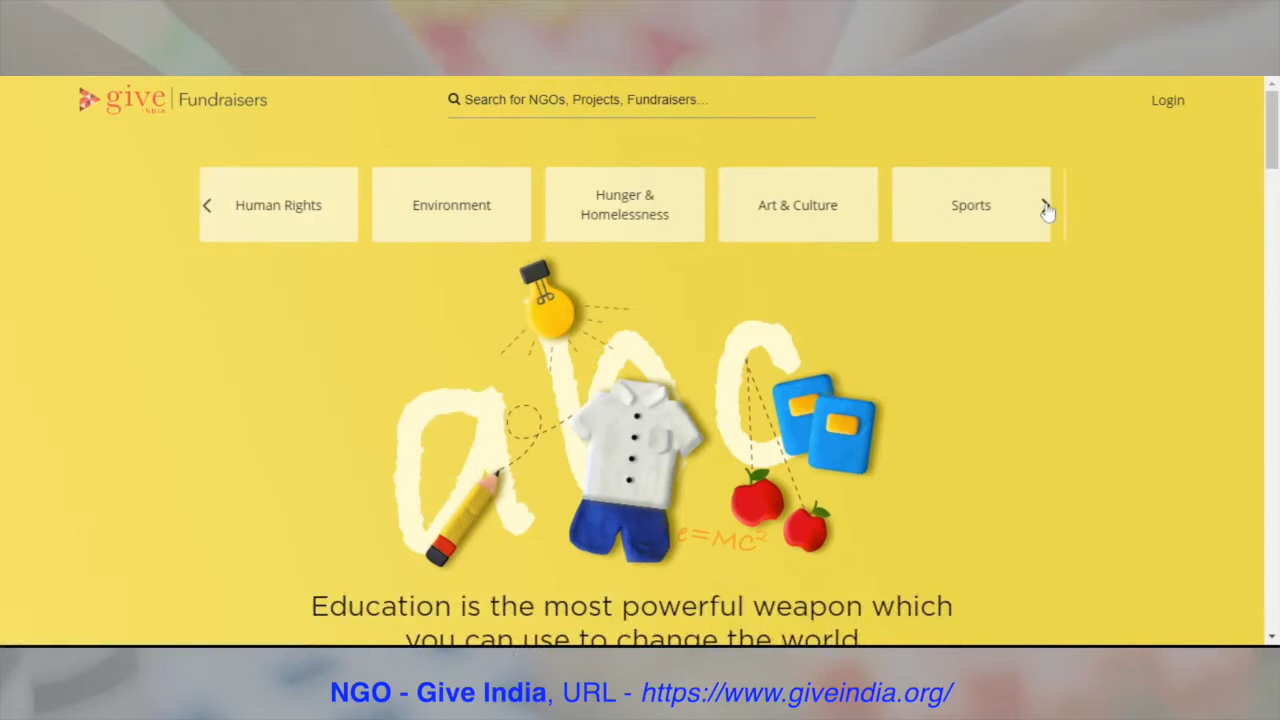 give | Fundraisers
INDIA
Search for NGOs, Projects, Fundraisers...
Login
Human Rights
Environment
Hunger &
Homelessness
Art & Culture
Sports
abc
e=MC²
Education is the most powerful weapon which
you can use to change the world
NGO - Give India, URL - https://www.giveindia.org/